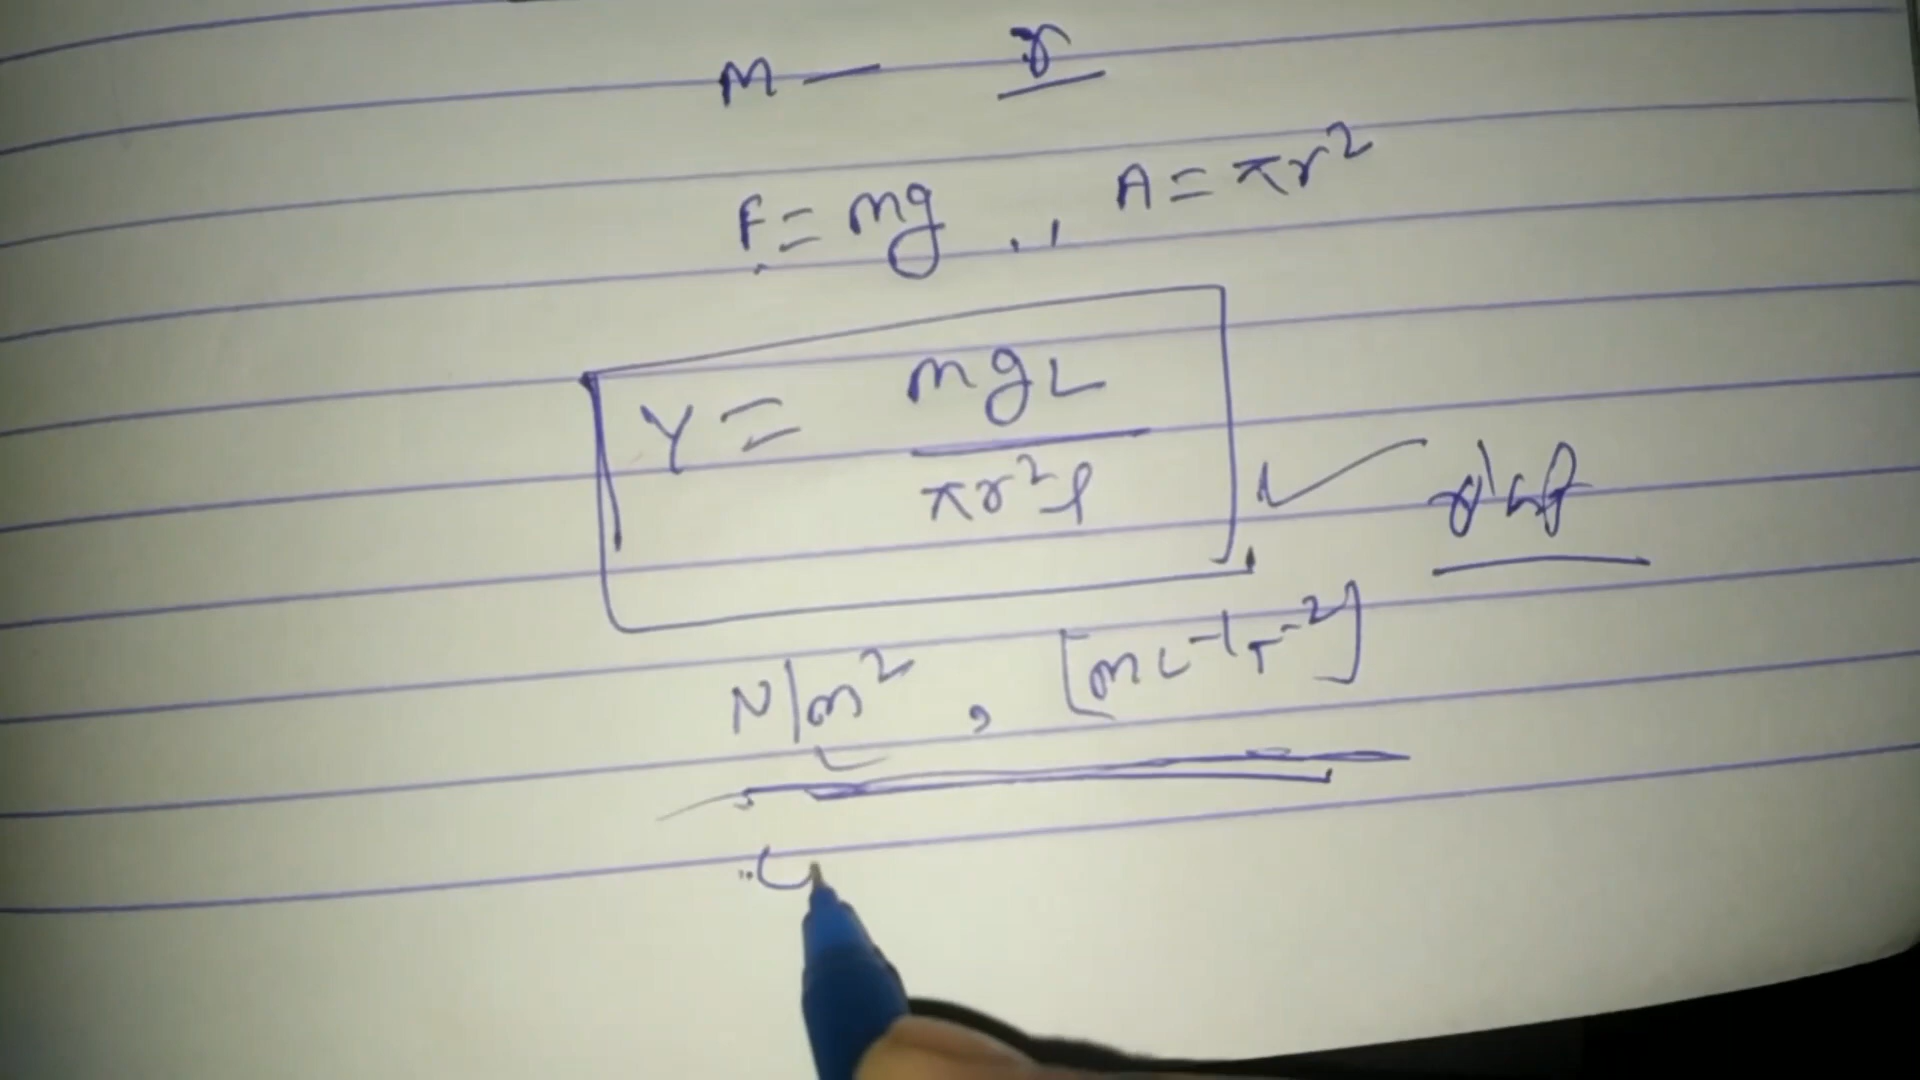 M — r
F = mg , , A = πr²
Y = mgL / πr²l
N/m² , [ML⁻¹T⁻²]